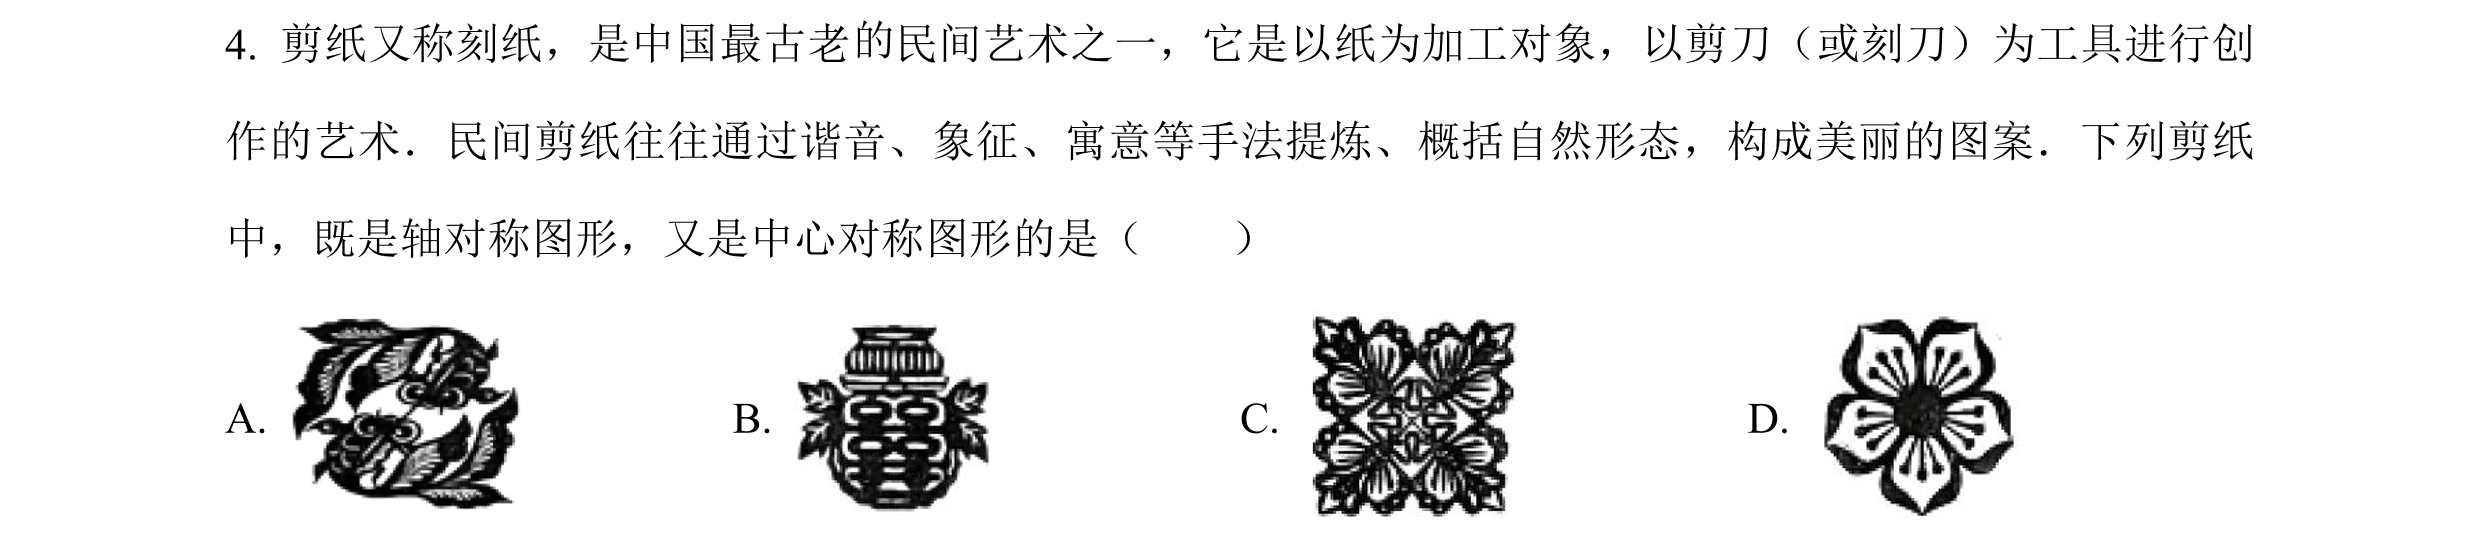 4. 剪纸又称刻纸，是中国最古老的民间艺术之一，它是以纸为加工对象，以剪刀（或刻刀）为工具进行创
作的艺术．民间剪纸往往通过谐音、象征、寓意等手法提炼、概括自然形态，构成美丽的图案．下列剪纸
中，既是轴对称图形，又是中心对称图形的是（　　）
A. B. C. D.